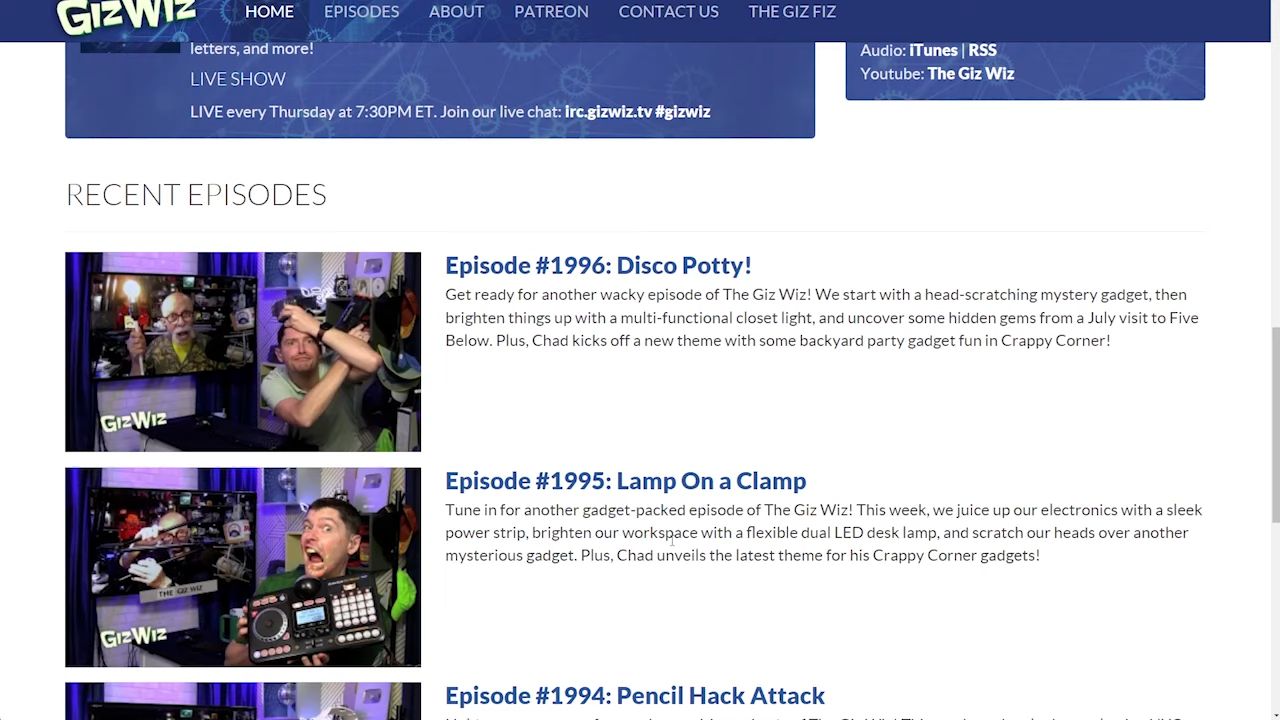 GizWiz
HOME EPISODES ABOUT PATREON CONTACT US THE GIZ FIZ
letters, and more!
LIVE SHOW
LIVE every Thursday at 7:30PM ET. Join our live chat: irc.gizwiz.tv #gizwiz
Audio: iTunes | RSS
Youtube: The Giz Wiz
RECENT EPISODES
GizWiz
Episode #1996: Disco Potty!
Get ready for another wacky episode of The Giz Wiz! We start with a head-scratching mystery gadget, then
brighten things up with a multi-functional closet light, and uncover some hidden gems from a July visit to Five
Below. Plus, Chad kicks off a new theme with some backyard party gadget fun in Crappy Corner!
THE GIZ WIZ
GizWiz
Episode #1995: Lamp On a Clamp
Tune in for another gadget-packed episode of The Giz Wiz! This week, we juice up our electronics with a sleek
power strip, brighten our workspace with a flexible dual LED desk lamp, and scratch our heads over another
mysterious gadget. Plus, Chad unveils the latest theme for his Crappy Corner gadgets!
Episode #1994: Pencil Hack Attack